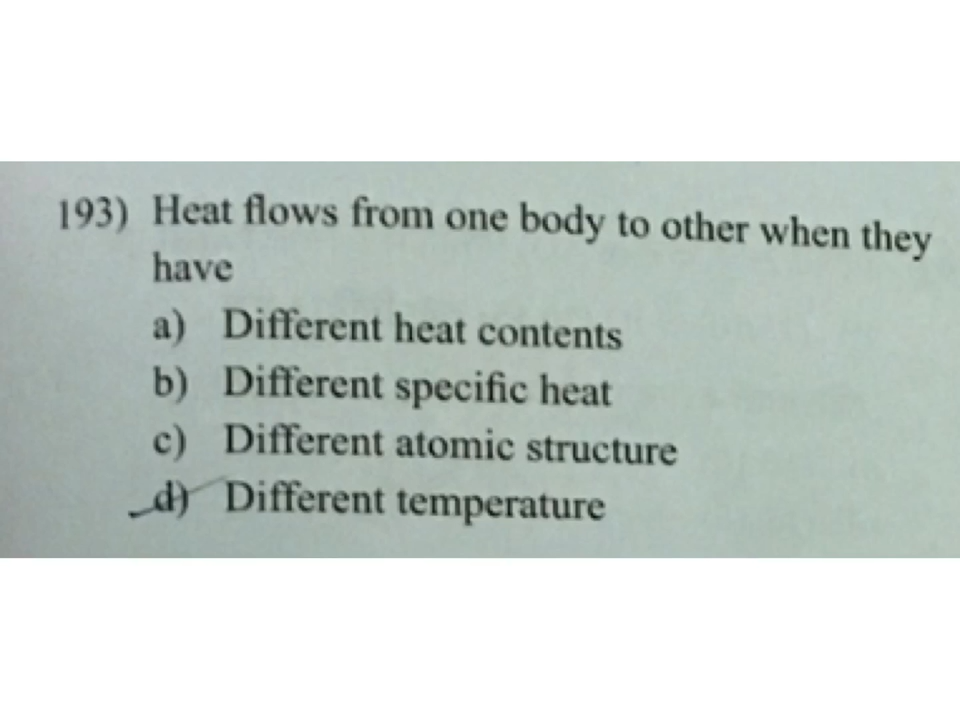 193) Heat flows from one body to other when they
have
a) Different heat contents
b) Different specific heat
c) Different atomic structure
d) Different temperature